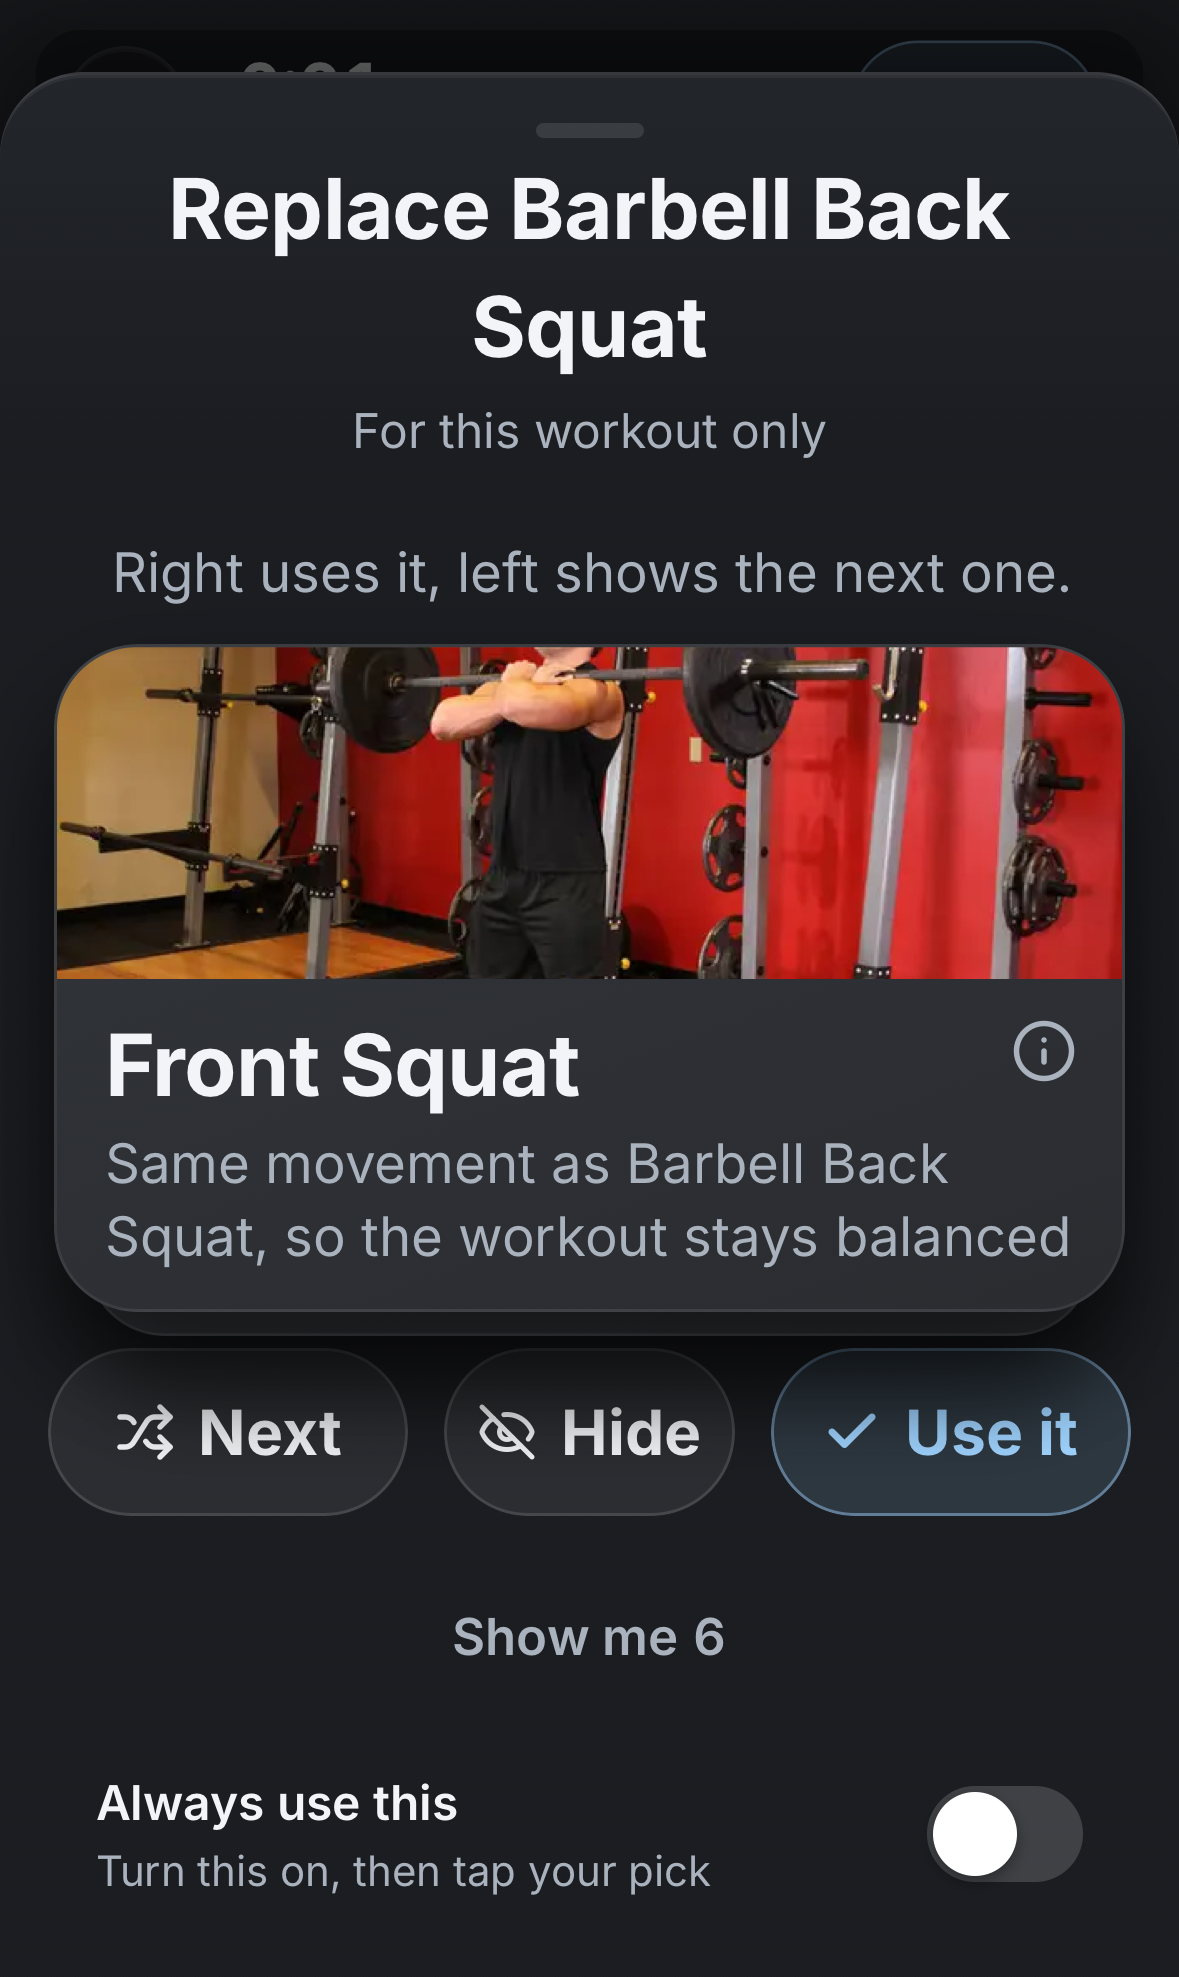 Replace Barbell Back
Squat
For this workout only
Right uses it, left shows the next one.
Front Squat
Same movement as Barbell Back
Squat, so the workout stays balanced
Next
Hide
Use it
Show me 6
Always use this
Turn this on, then tap your pick